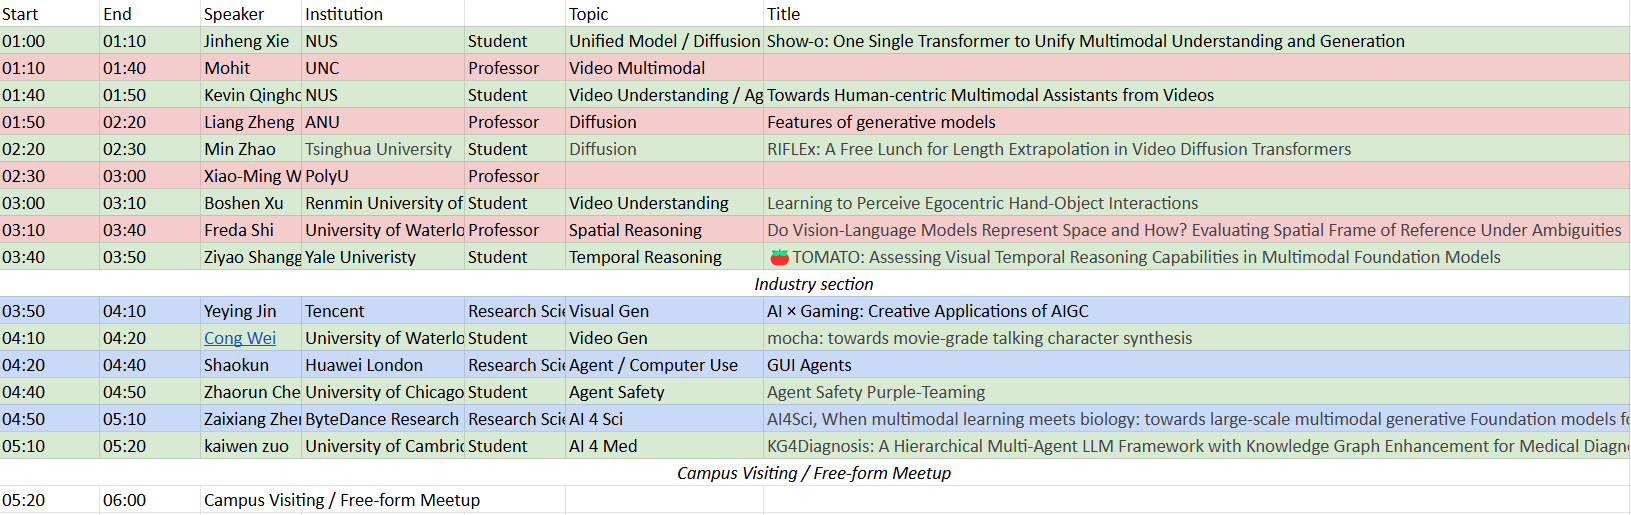 Start End Speaker Institution Topic Title
01:00 01:10 Jinheng Xie NUS Student Unified Model / Diffusion Show-o: One Single Transformer to Unify Multimodal Understanding and Generation
01:10 01:40 Mohit UNC Professor Video Multimodal
01:40 01:50 Kevin NUS Student Video Understanding / Towards Human-centric Multimodal Assistants from Videos
01:50 02:20 Liang Zheng ANU Professor Diffusion Features of generative models
02:20 02:30 Min Zhao Tsinghua University Student Diffusion RIFLEx: A Free Lunch for Length Extrapolation in Video Diffusion Transformers
02:30 03:00 Xiao-Ming W PolyU Professor
03:00 03:10 Boshen Xu Renmin University of Student Video Understanding Learning to Perceive Egocentric Hand-Object Interactions
03:10 03:40 Freda Shi University of Waterlo Professor Spatial Reasoning Do Vision-Language Models Represent Space and How? Evaluating Spatial Frame of Reference Under Ambiguities
03:40 03:50 Ziyao Shangg Yale Univeristy Student Temporal Reasoning 🍅 TOMATO: Assessing Visual Temporal Reasoning Capabilities in Multimodal Foundation Models
Industry section
03:50 04:10 Yeying Jin Tencent Research Scie Visual Gen AI × Gaming: Creative Applications of AIGC
04:10 04:20 Cong Wei University of Waterlo Student Video Gen mocha: towards movie-grade talking character synthesis
04:20 04:40 Shaokun Huawei London Research Scie Agent / Computer Use GUI Agents
04:40 04:50 Zhaorun Che University of Chicago Student Agent Safety Agent Safety Purple-Teaming
04:50 05:10 Zaixiang Zhe ByteDance Research Research Scie AI 4 Sci AI4Sci, When multimodal learning meets biology: towards large-scale multimodal generative Foundation models fo
05:10 05:20 kaiwen zuo University of Cambric Student AI 4 Med KG4Diagnosis: A Hierarchical Multi-Agent LLM Framework with Knowledge Graph Enhancement for Medical Diagn
Campus Visiting / Free-form Meetup
05:20 06:00 Campus Visiting / Free-form Meetup